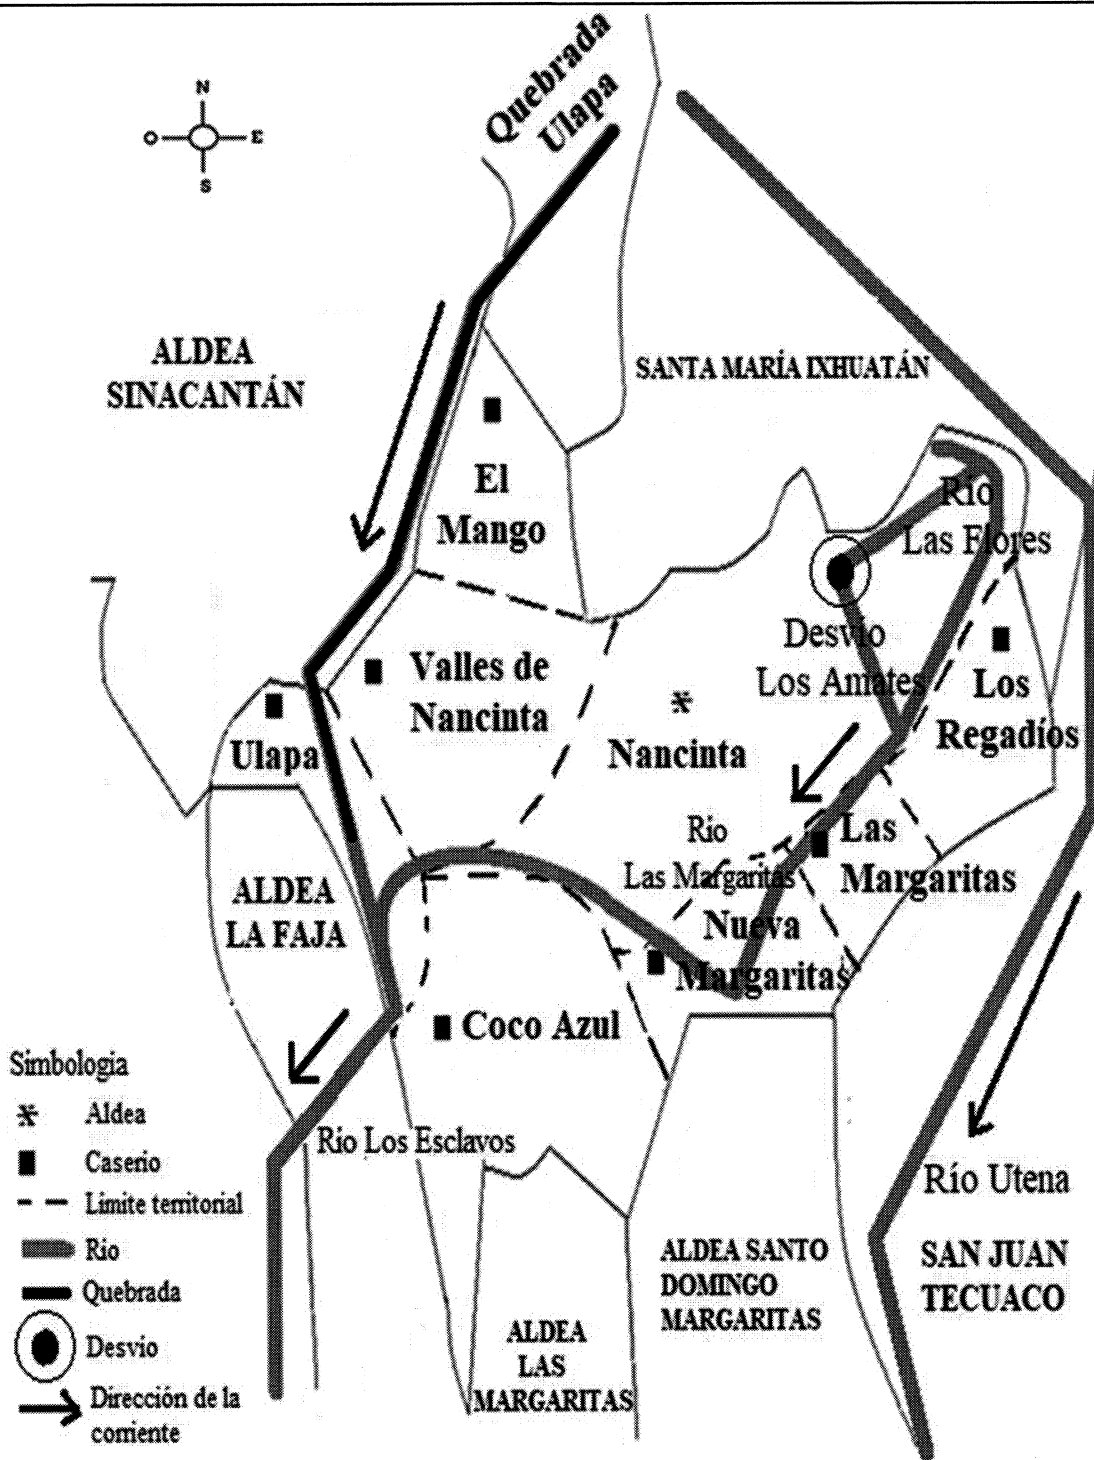 Quebrada
Ulapa
N
O
E
S
ALDEA
SINACANTÁN
SANTA MARÍA IXHUATÁN
El
Mango
Río
Las Flores
Desvío
Los Amates
Valles de
Nancinta
Nancinta
Los
Regadíos
Ulapa
Rio
Las Margaritas
Las
Margaritas
ALDEA
LA FAJA
Nueva
Margaritas
Coco Azul
Simbologia
Aldea
Caserio
Limite territorial
Rio
Quebrada
Desvio
Dirección de la
corriente
Rio Los Esclavos
Río Utena
SAN JUAN
TECUACO
ALDEA SANTO
DOMINGO
MARGARITAS
ALDEA
LAS
MARGARITAS